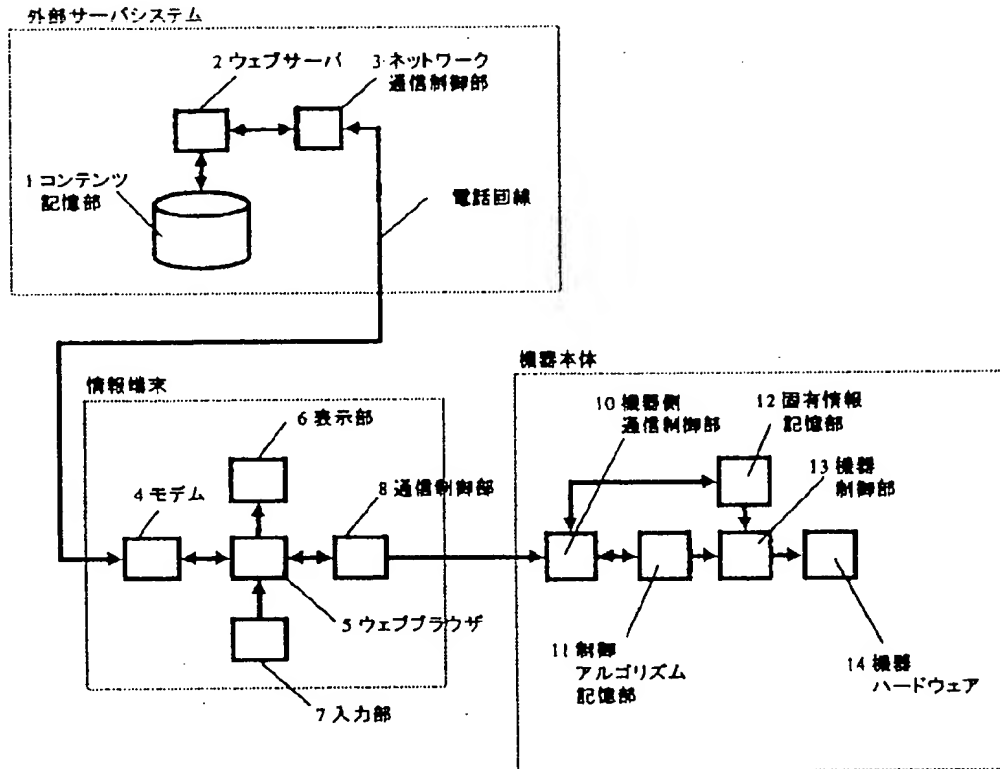 外部サーバシステム
2 ウェブサーバ
3 ネットワーク
通信制御部
1 コンテンツ
記憶部
電話回線
情報端末
6 表示部
4 モデム
8 通信制御部
5 ウェブブラウザ
7 入力部
機器本体
10 機器側
通信制御部
12 固有情報
記憶部
13 機器
制御部
11 制御
アルゴリズム
記憶部
14 機器
ハードウェア